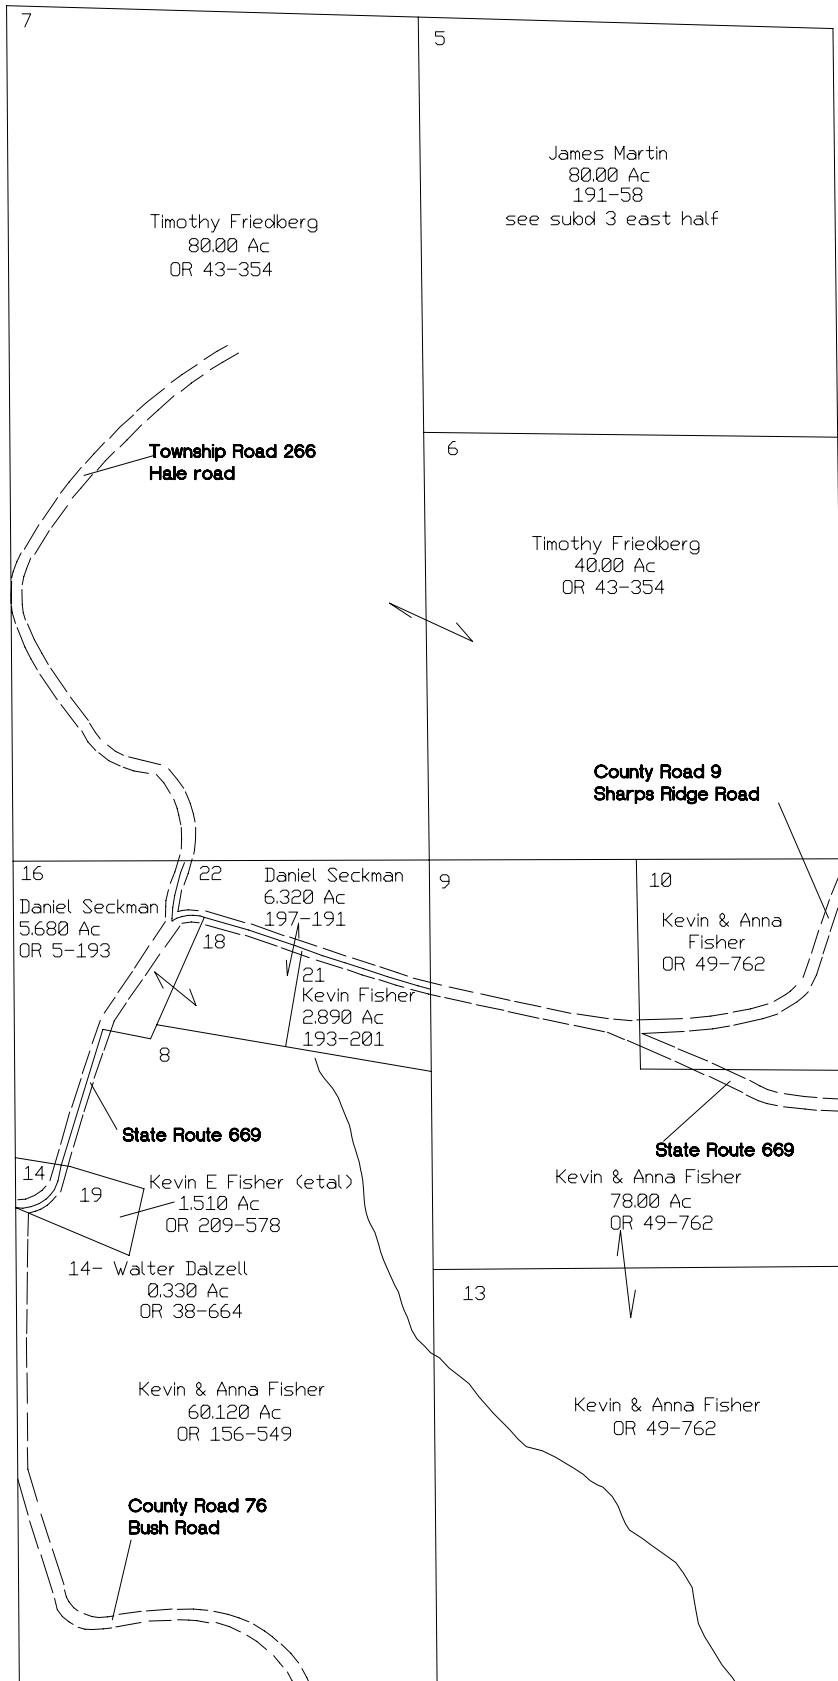 7
5
James Martin
80.00 Ac
191-58
see subd 3 east half
Timothy Friedberg
80.00 Ac
OR 43-354
Township Road 266
Hale road
6
Timothy Friedberg
40.00 Ac
OR 43-354
County Road 9
Sharps Ridge Road
16
Daniel Seckman
5.680 Ac
OR 5-193
22
Daniel Seckman
6.320 Ac
197-191
18
21
Kevin Fisher
2.890 Ac
193-201
8
9
10
Kevin & Anna
Fisher
OR 49-762
State Route 669
State Route 669
14
19
Kevin E Fisher (etal)
1.510 Ac
OR 209-578
Kevin & Anna Fisher
78.00 Ac
OR 49-762
14- Walter Dalzell
0.330 Ac
OR 38-664
13
Kevin & Anna Fisher
60.120 Ac
OR 156-549
Kevin & Anna Fisher
OR 49-762
County Road 76
Bush Road